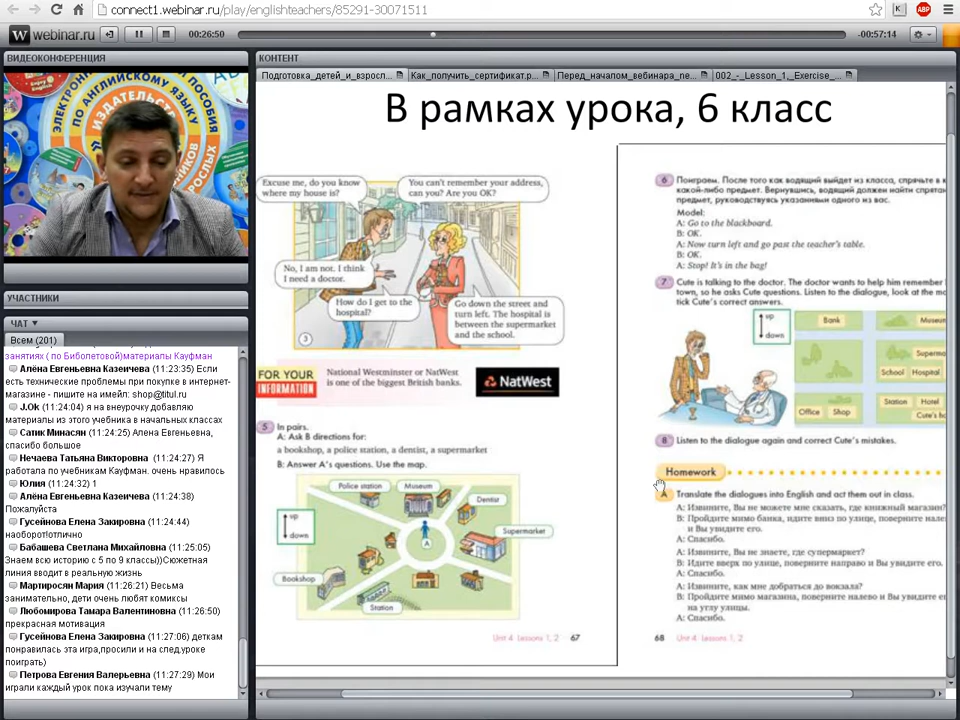 connect1.webinar.ru/play/englishteachers/85291-30071511
webinar.ru
00:26:50
-00:57:14
ВИДЕОКОНФЕРЕНЦИЯ
КОНТЕНТ
Подготовка_детей_и_взросл...
Как_получить_сертификат.p...
Перед_началом_вебинара_ne...
002_-_Lesson_1,_Exercise_...
ЭЛЕКТРОННЫЕ
ПОСОБИЯ
ПО АНГЛИЙСКОМУ ЯЗЫКУ
ИЗДАТЕЛЬ
УЧАСТНИКИ
ЧАТ
Всем (201)
занятиях ( по Биболетовой)материалы Кауфман
Алёна Евгеньевна Казеичева (11:23:35) Если
есть технические проблемы при покупке в интернет-
магазине - пишите на имейл: shop@titul.ru
J.Ok (11:24:04) я на внеурочку добавляю
материалы из этого учебника в начальных классах
Сатик Минасян (11:24:25) Алена Евгеньевна,
спасибо большое
Нечаева Татьяна Викторовна (11:24:27) Я
работала по учебникам Кауфман. очень нравилось
Юлия (11:24:32) 1
Алёна Евгеньевна Казеичева (11:24:38)
Пожалуйста
Гусейнова Елена Закировна (11:24:44)
наоборот!отлично
Бабашева Светлана Михайловна (11:25:05)
Знаем всю историю с 5 по 9 классы))Сюжетная
линия вводит в реальную жизнь
Мартиросян Мария (11:26:21) Весьма
занимательно, дети очень любят комиксы
Любомирова Тамара Валентиновна (11:26:50)
прекрасная мотивация
Гусейнова Елена Закировна (11:27:06) деткам
понравилась эта игра,просили и на след.уроке
поиграть)
Петрова Евгения Валерьевна (11:27:29) Мои
играли каждый урок пока изучали тему
В рамках урока, 6 класс
Excuse me, do you know
where my house is?
You can't remember your address,
can you? Are you OK?
No, I am not. I think
I need a doctor.
How do I get to the
hospital?
Go down the street and
turn left. The hospital is
between the supermarket
and the school.
3
FOR YOUR
INFORMATION
National Westminster or NatWest
is one of the biggest British banks.
NatWest
5
In pairs.
A: Ask B directions for:
a bookshop, a police station, a dentist, a supermarket
B: Answer A's questions. Use the map.
Police station
Museum
Dentist
up
down
Supermarket
A
Bookshop
Station
Unit 4. Lessons 1, 2
67
6
Поиграем. После того как водящий выйдет из класса, спрячьте в к
какой-либо предмет. Вернувшись, водящий должен найти спрятан
предмет, руководствуясь указаниями одного из вас.
Model:
A: Go to the blackboard.
B: OK.
A: Now turn left and go past the teacher's table.
B: OK.
A: Stop! It's in the bag!
7
Cute is talking to the doctor. The doctor wants to help him remember
town, so he asks Cute questions. Listen to the dialogue, look at the m
tick Cute's correct answers.
up
down
Bank
Museu
Superma
School
Hospital
Station
Hotel
Office
Shop
Cute's ho
8
Listen to the dialogue again and correct Cute's mistakes.
Homework
A
Translate the dialogues into English and act them out in class.
A: Извините, Вы не можете мне сказать, где книжный магазин?
B: Пройдите мимо банка, идите вниз по улице, поверните нале
и Вы увидите его.
A: Спасибо.
A: Извините, Вы не знаете, где супермаркет?
B: Идите вверх по улице, поверните направо и Вы увидите его.
A: Спасибо.
A: Извините, как мне добраться до вокзала?
B: Пройдите мимо магазина, поверните налево и Вы увидите е
на углу улицы.
A: Спасибо.
68
Unit 4. Lessons 1, 2